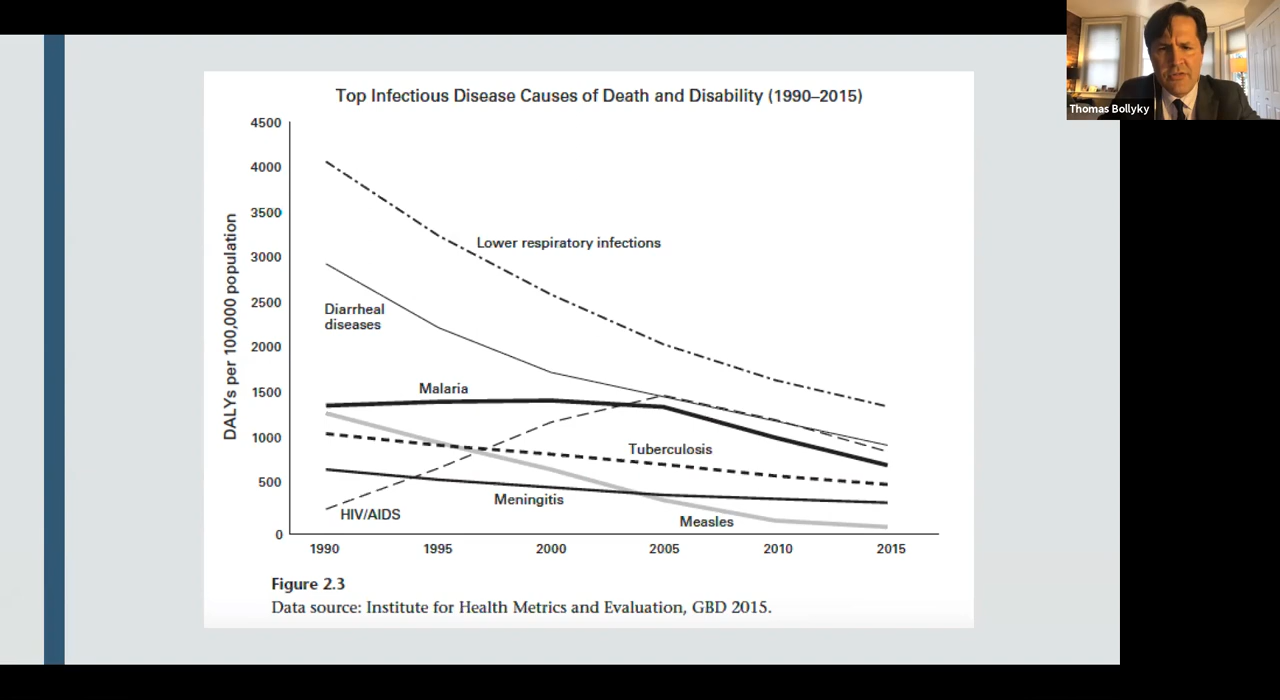 Thomas Bollyky
Top Infectious Disease Causes of Death and Disability (1990–2015)
DALYs per 100,000 population
4500
4000
3500
3000
2500
2000
1500
1000
500
0
Lower respiratory infections
Diarrheal
diseases
Malaria
Tuberculosis
Meningitis
HIV/AIDS
Measles
1990 1995 2000 2005 2010 2015
Figure 2.3
Data source: Institute for Health Metrics and Evaluation, GBD 2015.